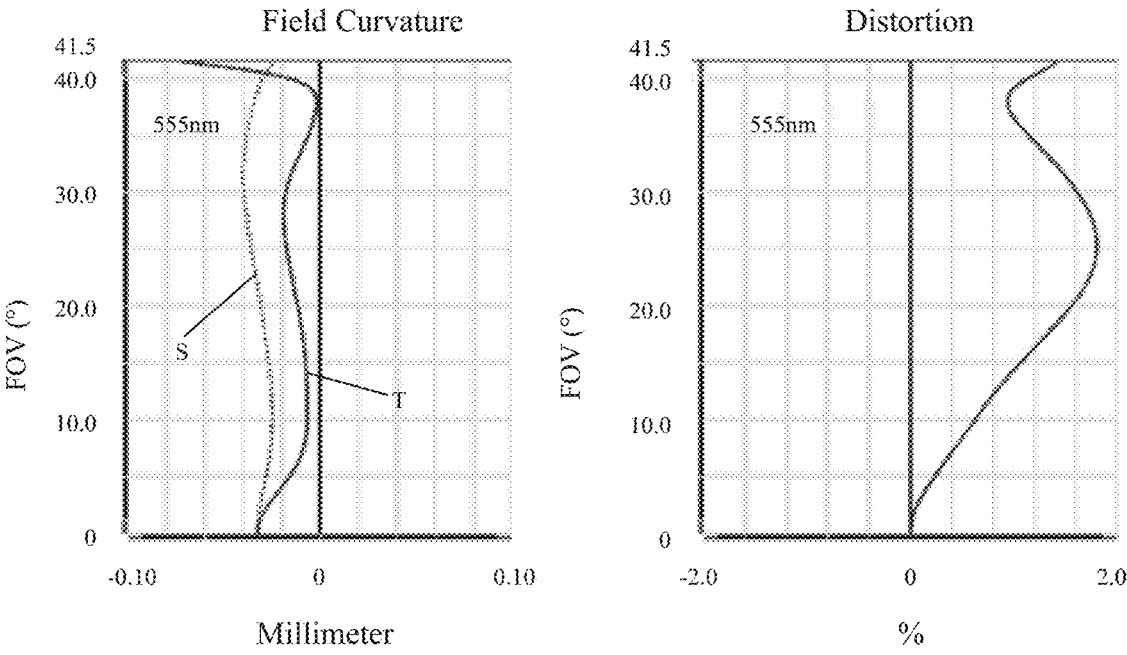 Field Curvature
41.5
40.0
555nm
30.0
20.0
S
T
10.0
0
FOV (°)
-0.10 0 0.10
Millimeter
Distortion
41.5
40.0
555nm
30.0
20.0
10.0
0
FOV (°)
-2.0 0 2.0
%